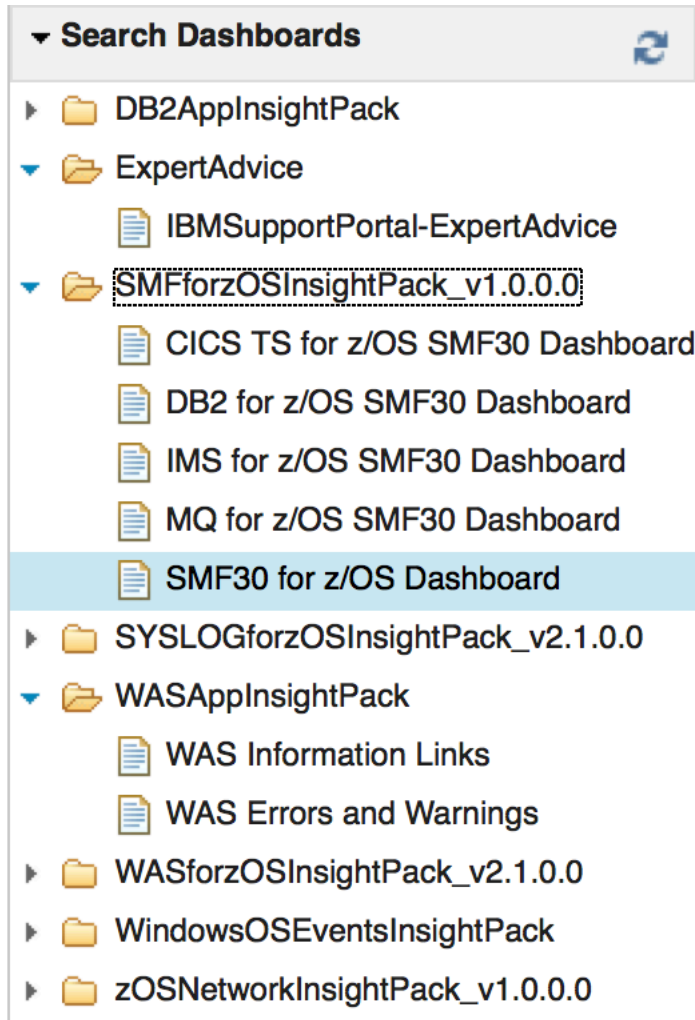 Search Dashboards
DB2AppInsightPack
ExpertAdvice
IBMSupportPortal-ExpertAdvice
SMFforzOSInsightPack_v1.0.0.0
CICS TS for z/OS SMF30 Dashboard
DB2 for z/OS SMF30 Dashboard
IMS for z/OS SMF30 Dashboard
MQ for z/OS SMF30 Dashboard
SMF30 for z/OS Dashboard
SYSLOGforzOSInsightPack_v2.1.0.0
WASAppInsightPack
WAS Information Links
WAS Errors and Warnings
WASforzOSInsightPack_v2.1.0.0
WindowsOSEventsInsightPack
zOSNetworkInsightPack_v1.0.0.0